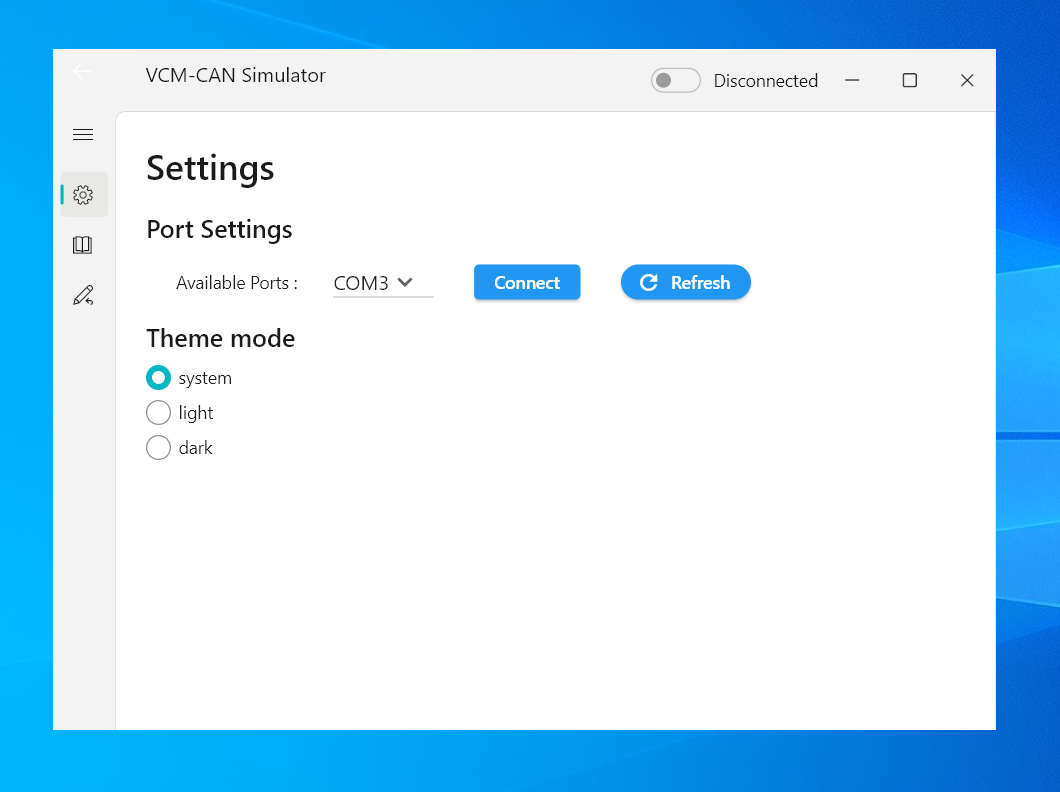 VCM-CAN Simulator
Disconnected
Settings
Port Settings
Available Ports : COM3 Connect Refresh
Theme mode
system
light
dark